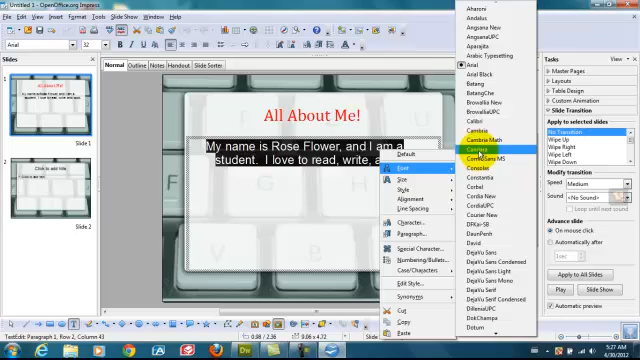 Untitled 1 - OpenOffice.org Impress
File Edit View Insert Format Tools Slide Show Window Help
Arial 32
Slides
Normal Outline Notes Handout Slide Sorter
1
Slide 1
2
Click to add title
Slide 2
All About Me!
My name is Rose Flower, and I am a
student. I love to read, write, a
Default
Font
Size
Style
Alignment
Line Spacing
Character...
Paragraph...
Special Character...
Numbering/Bullets...
Case/Characters
Edit Style...
Synonyms
Cut
Copy
Paste
Aharoni
Andalus
Angsana New
AngsanaUPC
Aparajita
Arabic Typesetting
Arial
Arial Black
Batang
BatangChe
Browallia New
BrowalliaUPC
Calibri
Cambria
Cambria Math
Candara
Comic Sans MS
Consolas
Constantia
Corbel
Cordia New
CordiaUPC
Courier New
DFKai-SB
DaunPenh
David
DejaVu Sans
DejaVu Sans Condensed
DejaVu Sans Light
DejaVu Sans Mono
DejaVu Serif
DejaVu Serif Condensed
DilleniaUPC
DokChampa
Dotum
Tasks
View
Master Pages
Layouts
Table Design
Custom Animation
Slide Transition
Apply to selected slides
No Transition
Wipe Up
Wipe Right
Wipe Left
Wipe Down
Modify transition
Speed Medium
Sound <No Sound>
Loop until next sound
Advance slide
On mouse click
Automatically after
1sec
Apply to All Slides
Play Slide Show
Automatic preview
TextEdit: Paragraph 1, Row 2, Column 43
5:27 AM
4/30/2012